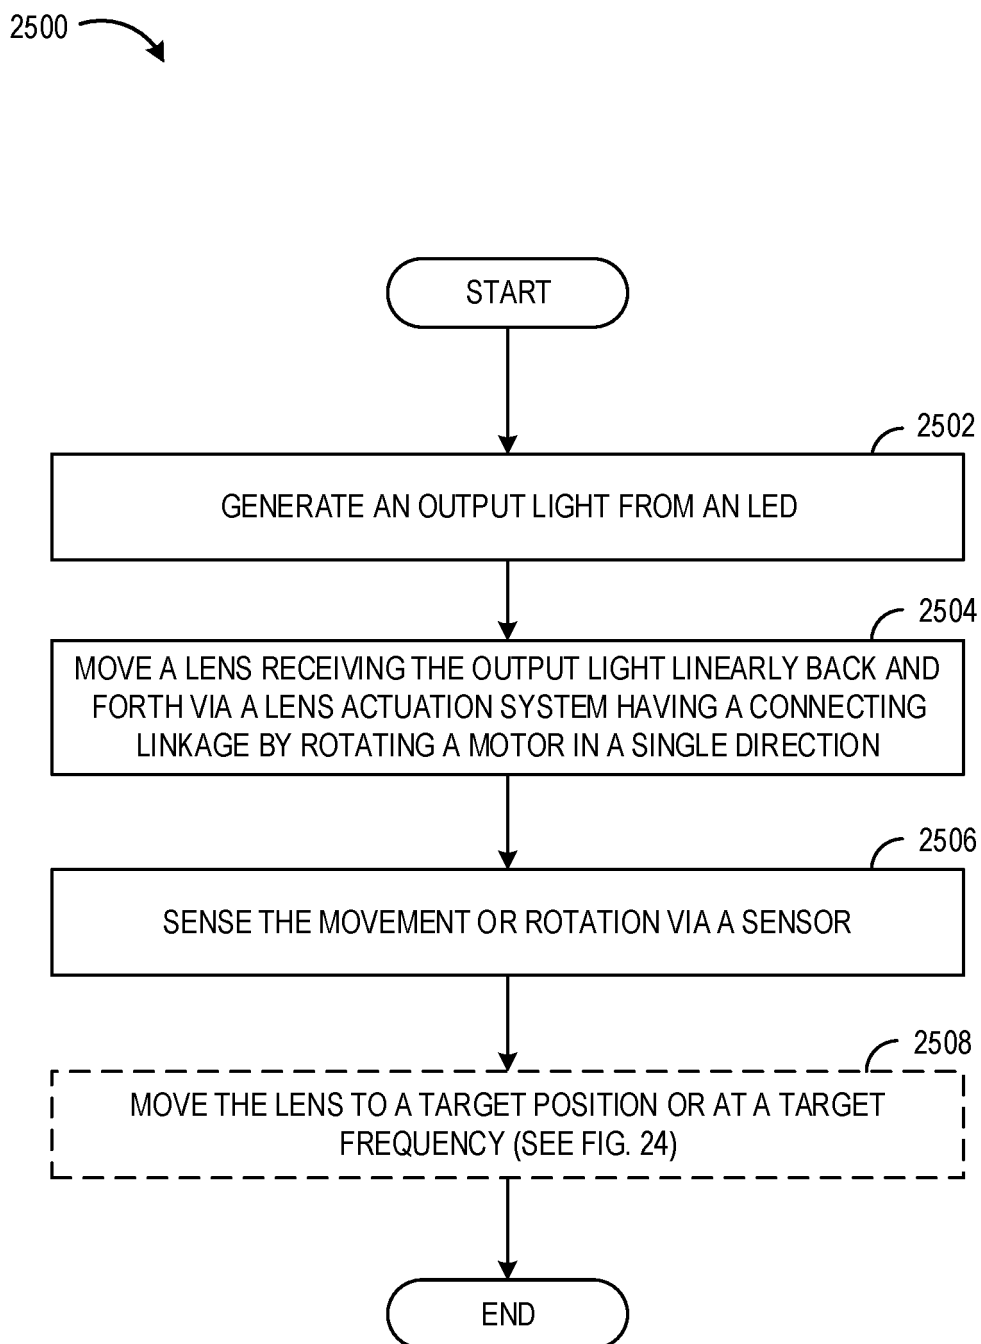 2500
START
2502
GENERATE AN OUTPUT LIGHT FROM AN LED
2504
MOVE A LENS RECEIVING THE OUTPUT LIGHT LINEARLY BACK AND
FORTH VIA A LENS ACTUATION SYSTEM HAVING A CONNECTING
LINKAGE BY ROTATING A MOTOR IN A SINGLE DIRECTION
2506
SENSE THE MOVEMENT OR ROTATION VIA A SENSOR
2508
MOVE THE LENS TO A TARGET POSITION OR AT A TARGET
FREQUENCY (SEE FIG. 24)
END